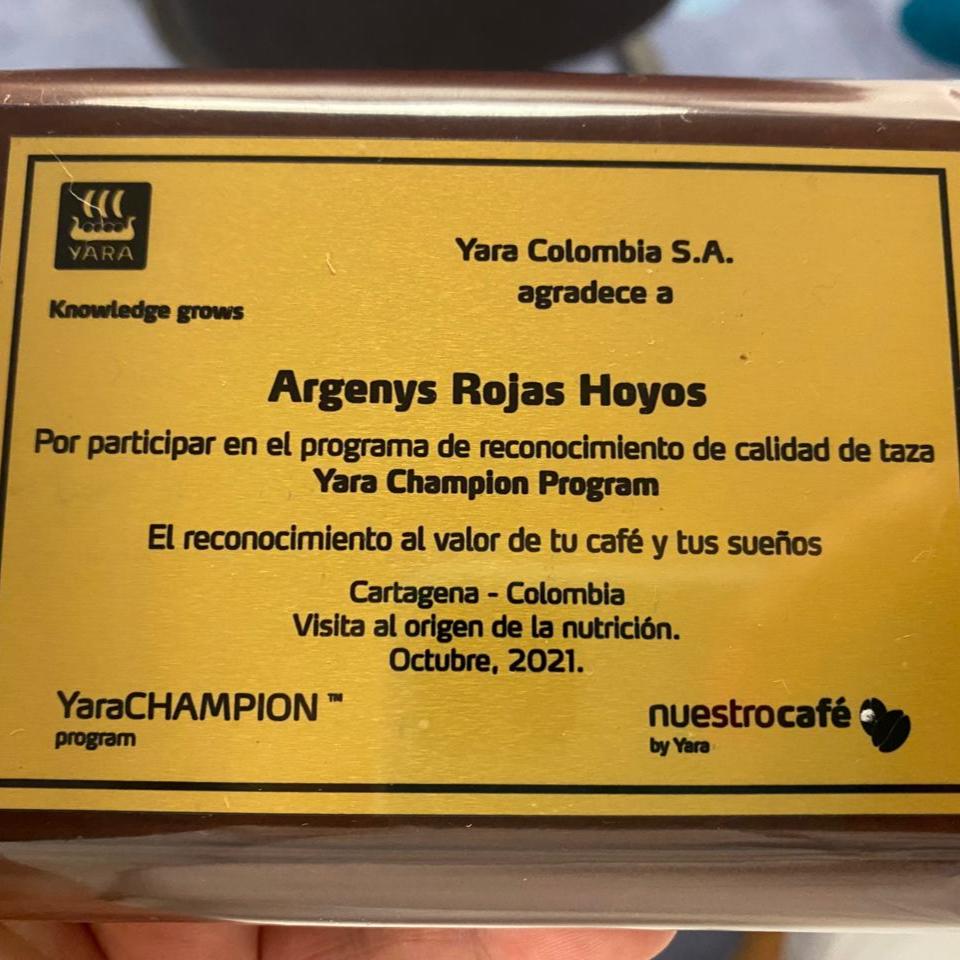 YARA
Knowledge grows
Yara Colombia S.A.
agradece a
Argenys Rojas Hoyos
Por participar en el programa de reconocimiento de calidad de taza
Yara Champion Program
El reconocimiento al valor de tu café y tus sueños
Cartagena - Colombia
Visita al origen de la nutrición.
Octubre, 2021.
YaraCHAMPION™
program
nuestrocafé
by Yara